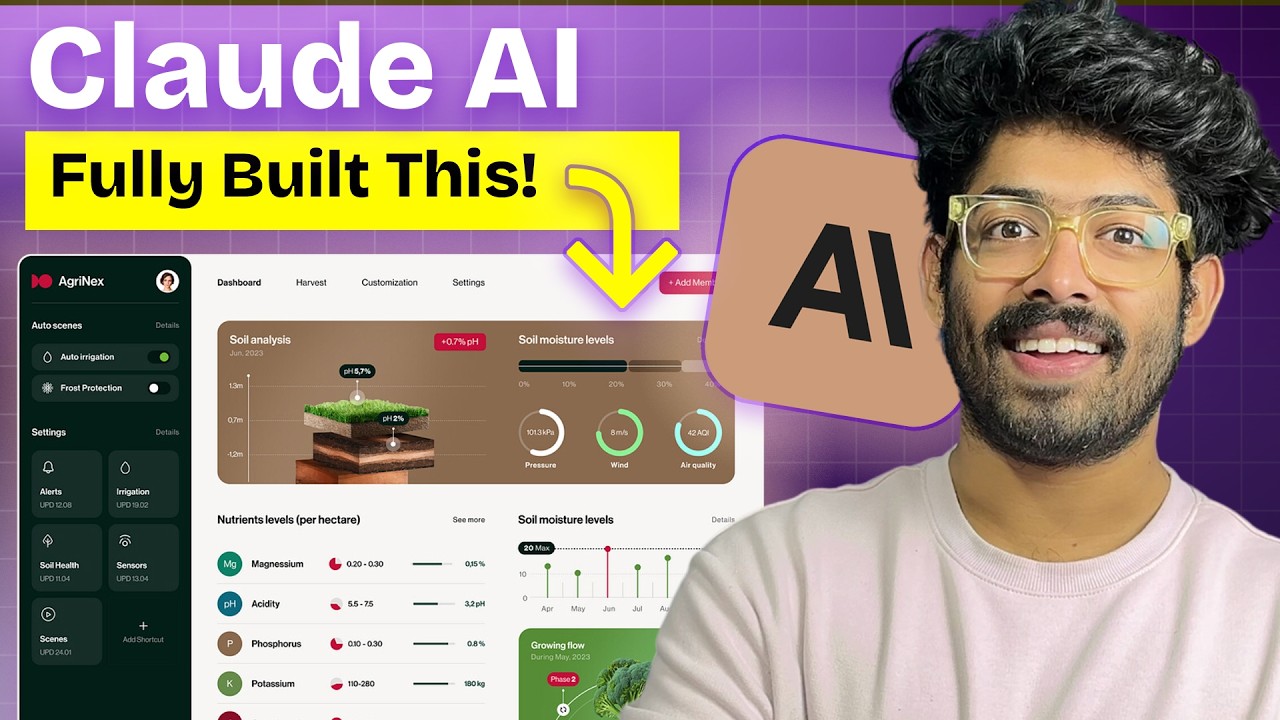 Claude AI
Fully Built This!
AI
AgriNex
Auto scenes
Details
Auto irrigation
Frost Protection
Settings
Details
Alerts
UPD 12.08
Irrigation
UPD 19.02
Soil Health
UPD 11.04
Sensors
UPD 13.04
Scenes
UPD 24.01
+
Add Shortcut
Dashboard
Harvest
Customization
Settings
+ Add Mem
Soil analysis
Jun, 2023
+0.7% pH
1.3m
0,7m
-1,2m
pH 5,7%
pH 2%
Soil moisture levels
0%
10%
20%
30%
40%
101.3 kPa
8 m/s
42 AQI
Pressure
Wind
Air quality
Nutrients levels (per hectare)
See more
Mg Magnessium 0.20 - 0.30 0,15 %
pH Acidity 5.5 - 7.5 3,2 pH
P Phosphorus 0.10 - 0.30 0.8 %
K Potassium 110-280 180 kg
Soil moisture levels
Details
20 Max
10
0
Apr
May
Jun
Jul
Growing flow
During May, 2023
Phase 2